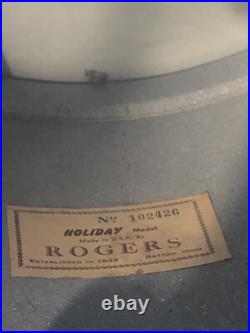 No 102426
HOLIDAY Model
Made in U.S.A. By
ROGERS
ESTABLISHED IN 1849 DAYTON, OHIO